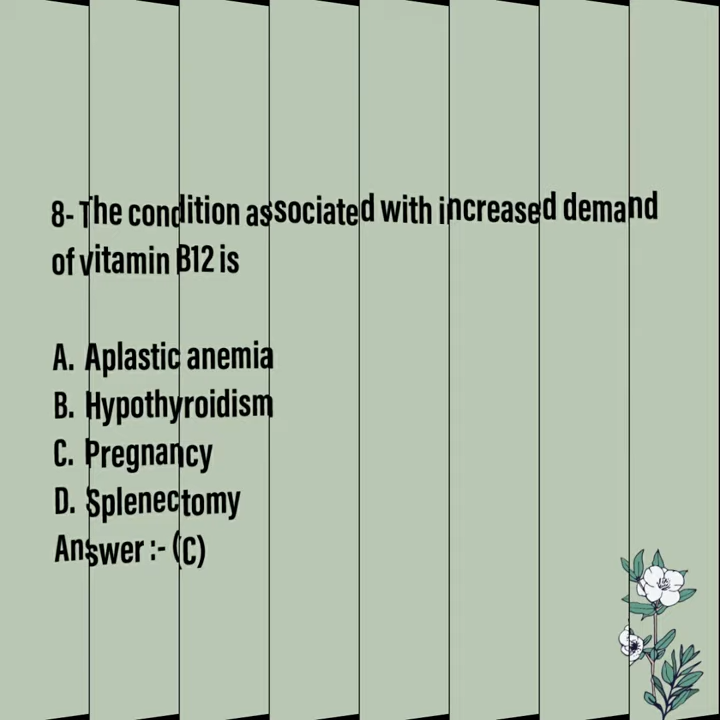 8- The condition associated with increased demand
of vitamin B12 is
A. Aplastic anemia
B. Hypothyroidism
C. Pregnancy
D. Splenectomy
Answer :- (C)